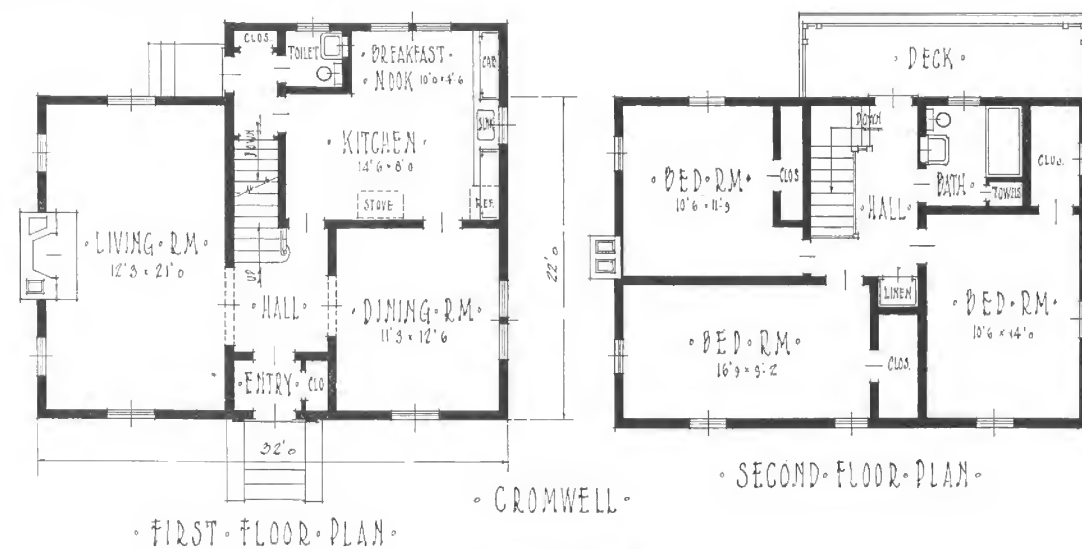 CLOS.
TOILET
• BREAKFAST •
NOOK 10'0 × 4'6
CAB
SINK
• KITCHEN •
14'6 × 8'0
STOVE
REF.
DOWN
UP
• LIVING • RM •
12'3 × 21'0
• HALL •
• DINING • RM •
11'3 × 12'6
• ENTRY •
CLO
22'0
32'0
• FIRST • FLOOR • PLAN •
• CROMWELL •
• DECK •
DOWN
• BED • RM •
10'6 × 11'9
CLOS
• HALL •
• BATH •
TOWELS
CLOS.
LINEN
• BED • RM •
16'9 × 9'2
CLOS.
• BED • RM •
10'6 × 14'0
• SECOND • FLOOR • PLAN •